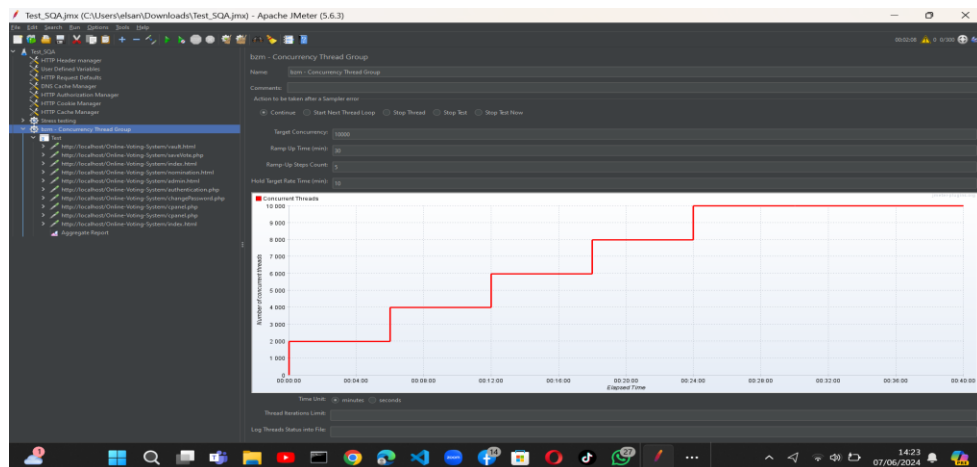 Test_SQA.jmx (C:\Users\elsan\Downloads\Test_SQA.jmx) - Apache JMeter (5.6.3)
File Edit Search Run Options Tools Help
00:02:05 0 0/300
Test_SQA
HTTP Header manager
User Defined Variables
HTTP Request Defaults
DNS Cache Manager
HTTP Authorization Manager
HTTP Cookie Manager
HTTP Cache Manager
Stress testing
bzm - Concurrency Thread Group
Test
http://localhost/Online-Voting-System/vault.html
http://localhost/Online-Voting-System/saveVote.php
http://localhost/Online-Voting-System/index.html
http://localhost/Online-Voting-System/nomination.html
http://localhost/Online-Voting-System/admin.html
http://localhost/Online-Voting-System/authentication.php
http://localhost/Online-Voting-System/changePassword.php
http://localhost/Online-Voting-System/cpanel.php
http://localhost/Online-Voting-System/cpanel.php
http://localhost/Online-Voting-System/index.html
Aggregate Report
bzm - Concurrency Thread Group
Name: bzm - Concurrency Thread Group
Comments:
Action to be taken after a Sampler error
Continue Start Next Thread Loop Stop Thread Stop Test Stop Test Now
Target Concurrency: 10000
Ramp Up Time (min): 30
Ramp-Up Steps Count: 5
Hold Target Rate Time (min): 10
Concurrent Threads
10 000
9 000
8 000
7 000
6 000
5 000
4 000
3 000
2 000
1 000
0
Number of concurrent threads
00:00:00 00:04:00 00:08:00 00:12:00 00:16:00 00:20:00 00:24:00 00:28:00 00:32:00 00:36:00 00:40:00
Elapsed Time
Time Unit: minutes seconds
Thread Iterations Limit:
Log Threads Status into File:
14:23
07/06/2024